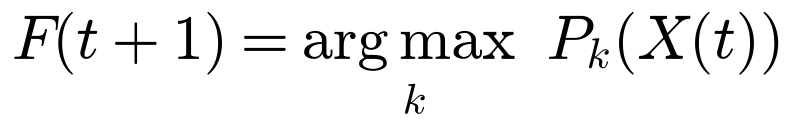 F(t + 1) = arg max P_k(X(t))
k